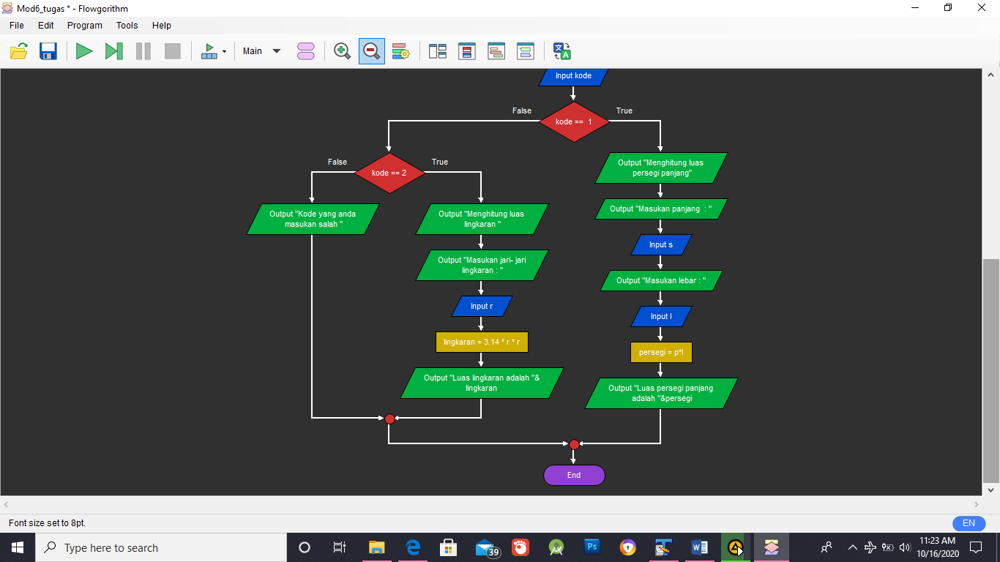 Mod6_tugas * - Flowgorithm
File Edit Program Tools Help
Main
Input kode
False
True
kode ==  1
False
True
kode == 2
Output "Menghitung luas
persegi panjang"
Output "Masukan panjang  : "
Input s
Output "Masukan lebar : "
Input l
persegi = p*l
Output "Luas persegi panjang
adalah "&persegi
Output "Kode yang anda
masukan salah "
Output "Menghitung luas
lingkaran "
Output "Masukan jari- jari
lingkaran : "
Input r
lingkaran = 3.14 * r * r
Output "Luas lingkaran adalah "&
lingkaran
End
Font size set to 8pt.
EN
Type here to search
39
Ps
11:23 AM
10/16/2020